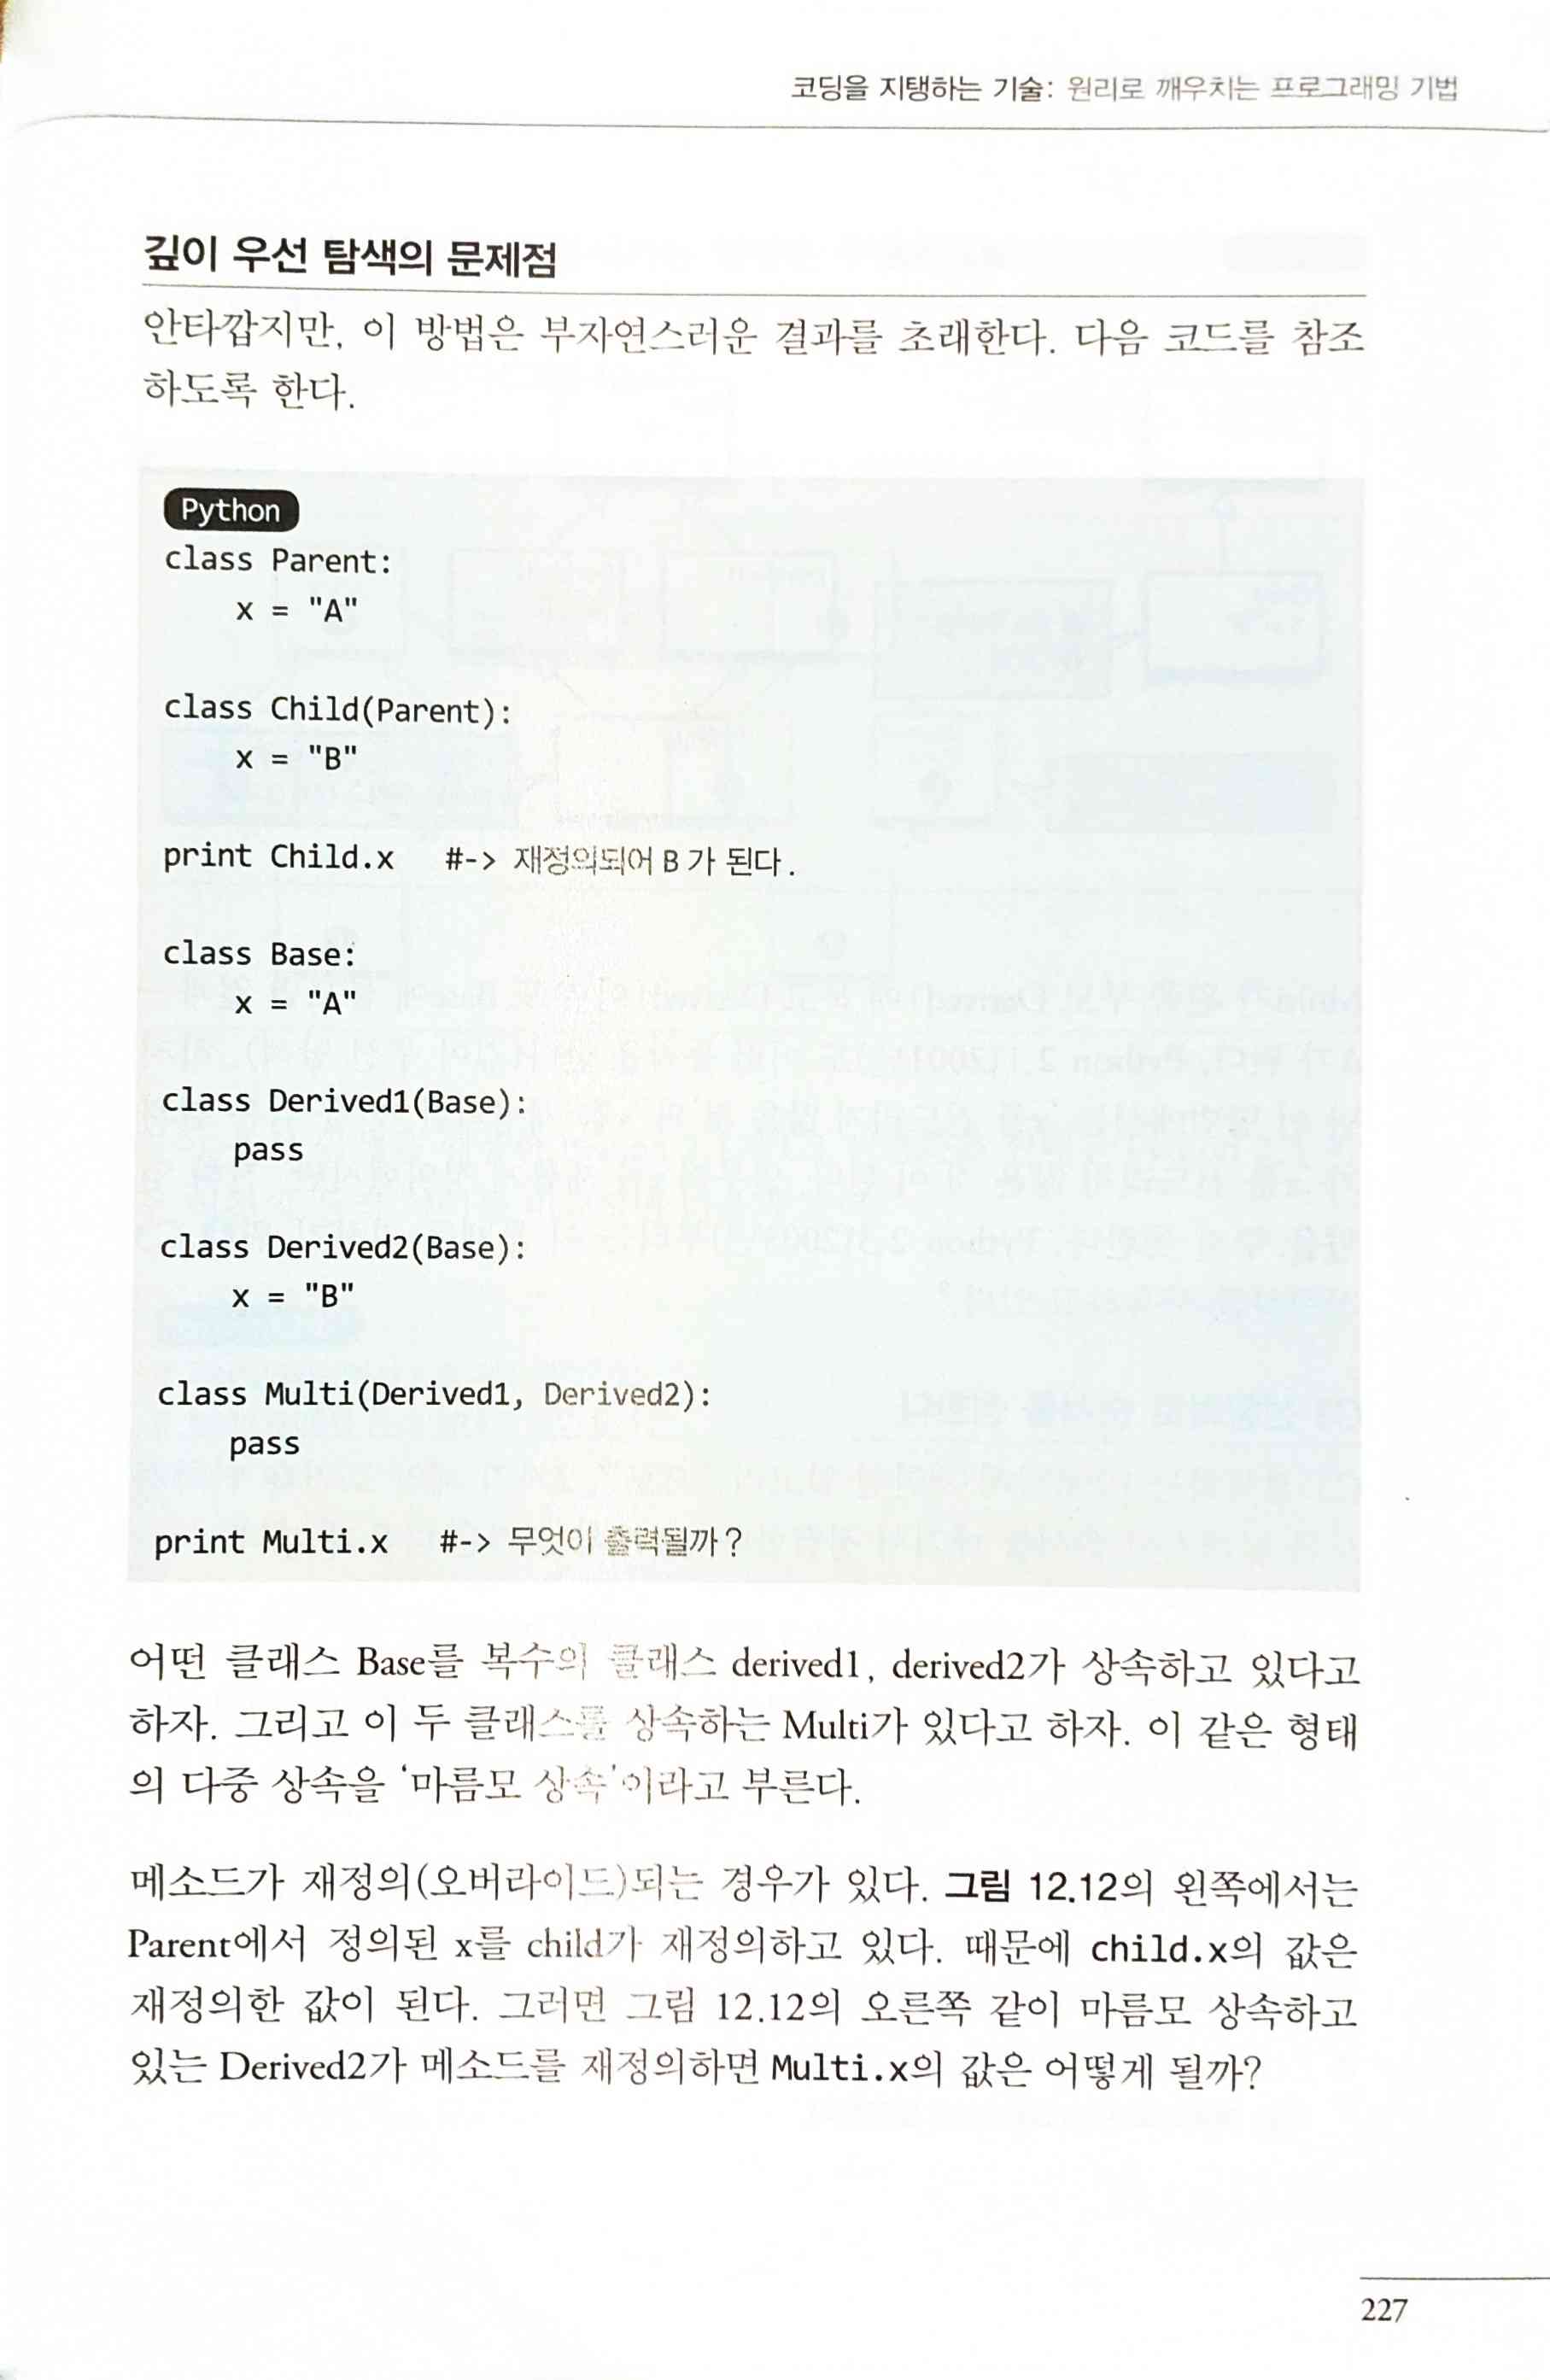 코딩을 지탱하는 기술: 원리로 깨우치는 프로그래밍 기법
깊이 우선 탐색의 문제점
안타깝지만, 이 방법은 부자연스러운 결과를 초래한다. 다음 코드를 참조
하도록 한다.
Python
class Parent:
    x = "A"
class Child(Parent):
    x = "B"
print Child.x   #-> 재정의되어 B 가 된다.
class Base:
    x = "A"
class Derived1(Base):
    pass
class Derived2(Base):
    x = "B"
class Multi(Derived1, Derived2):
    pass
print Multi.x   #-> 무엇이 출력될까?
어떤 클래스 Base를 복수의 클래스 derived1, derived2가 상속하고 있다고
하자. 그리고 이 두 클래스를 상속하는 Multi가 있다고 하자. 이 같은 형태
의 다중 상속을 ‘마름모 상속’이라고 부른다.
메소드가 재정의(오버라이드)되는 경우가 있다. 그림 12.12의 왼쪽에서는
Parent에서 정의된 x를 child가 재정의하고 있다. 때문에 child.x의 값은
재정의한 값이 된다. 그러면 그림 12.12의 오른쪽 같이 마름모 상속하고
있는 Derived2가 메소드를 재정의하면 Multi.x의 값은 어떻게 될까?
227